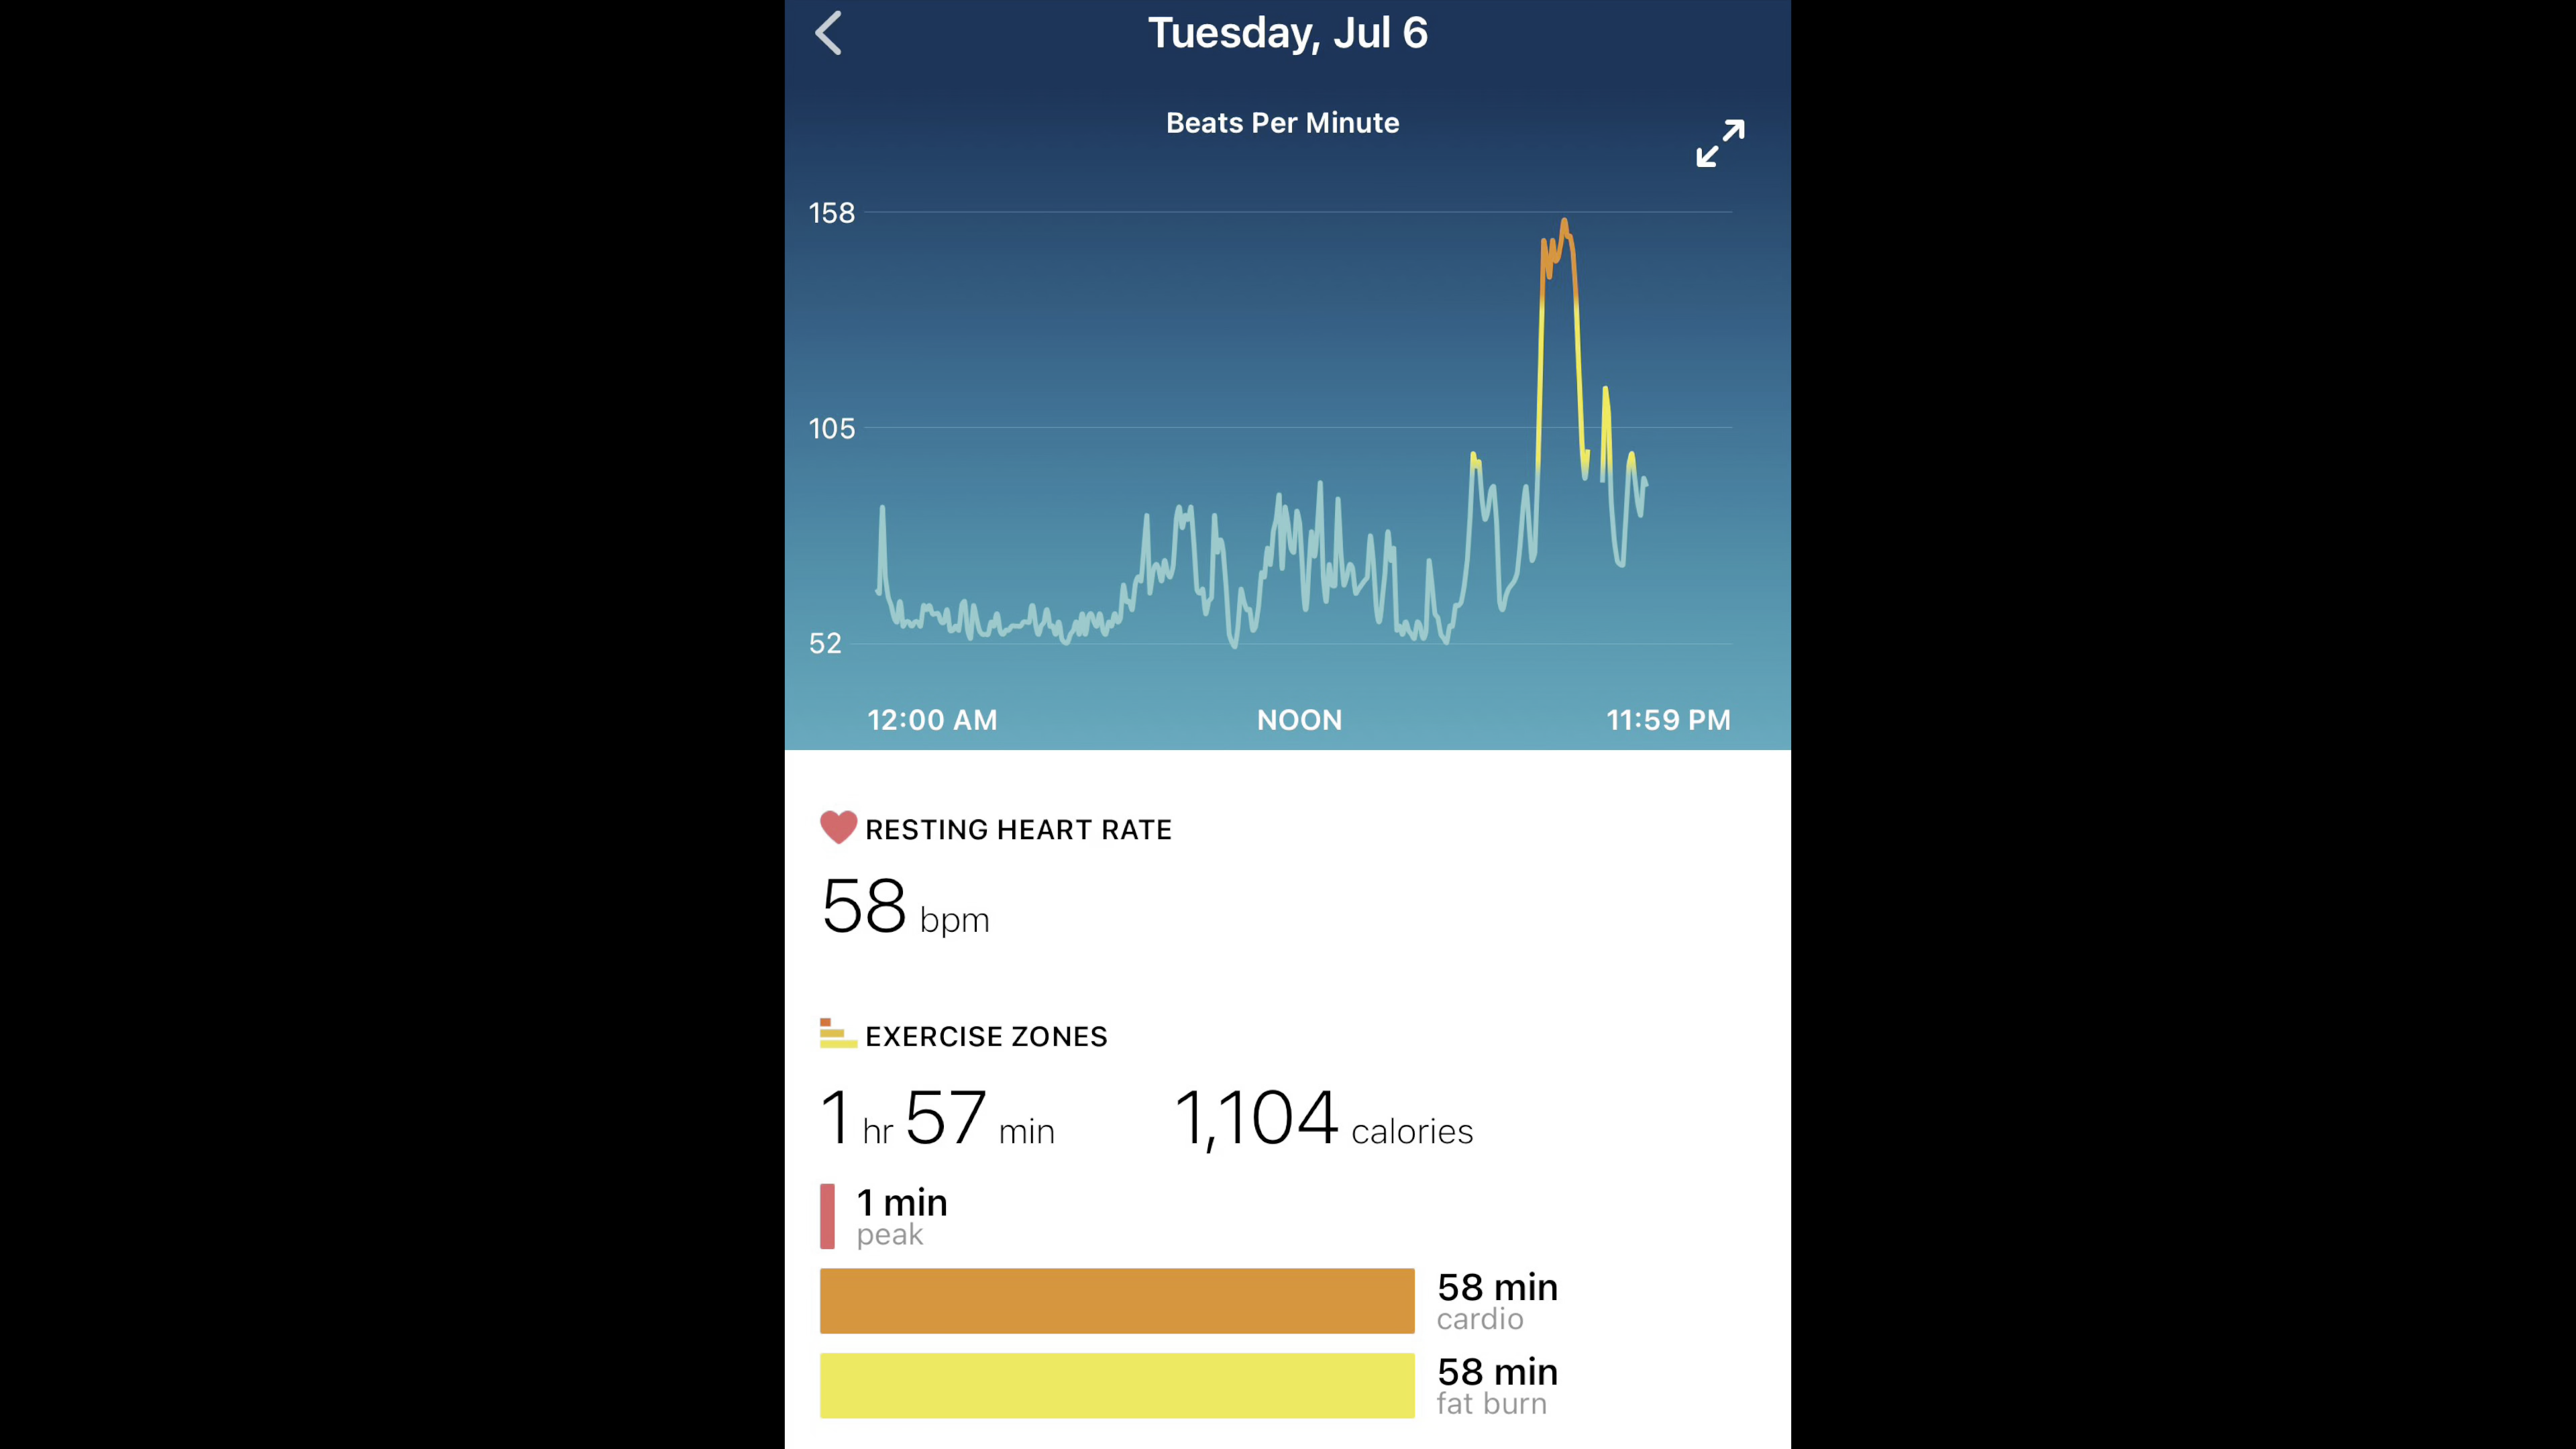 Tuesday, Jul 6
Beats Per Minute
158
105
52
12:00 AM NOON 11:59 PM
RESTING HEART RATE
58 bpm
EXERCISE ZONES
1 hr 57 min 1,104 calories
1 min
peak
58 min
cardio
58 min
fat burn